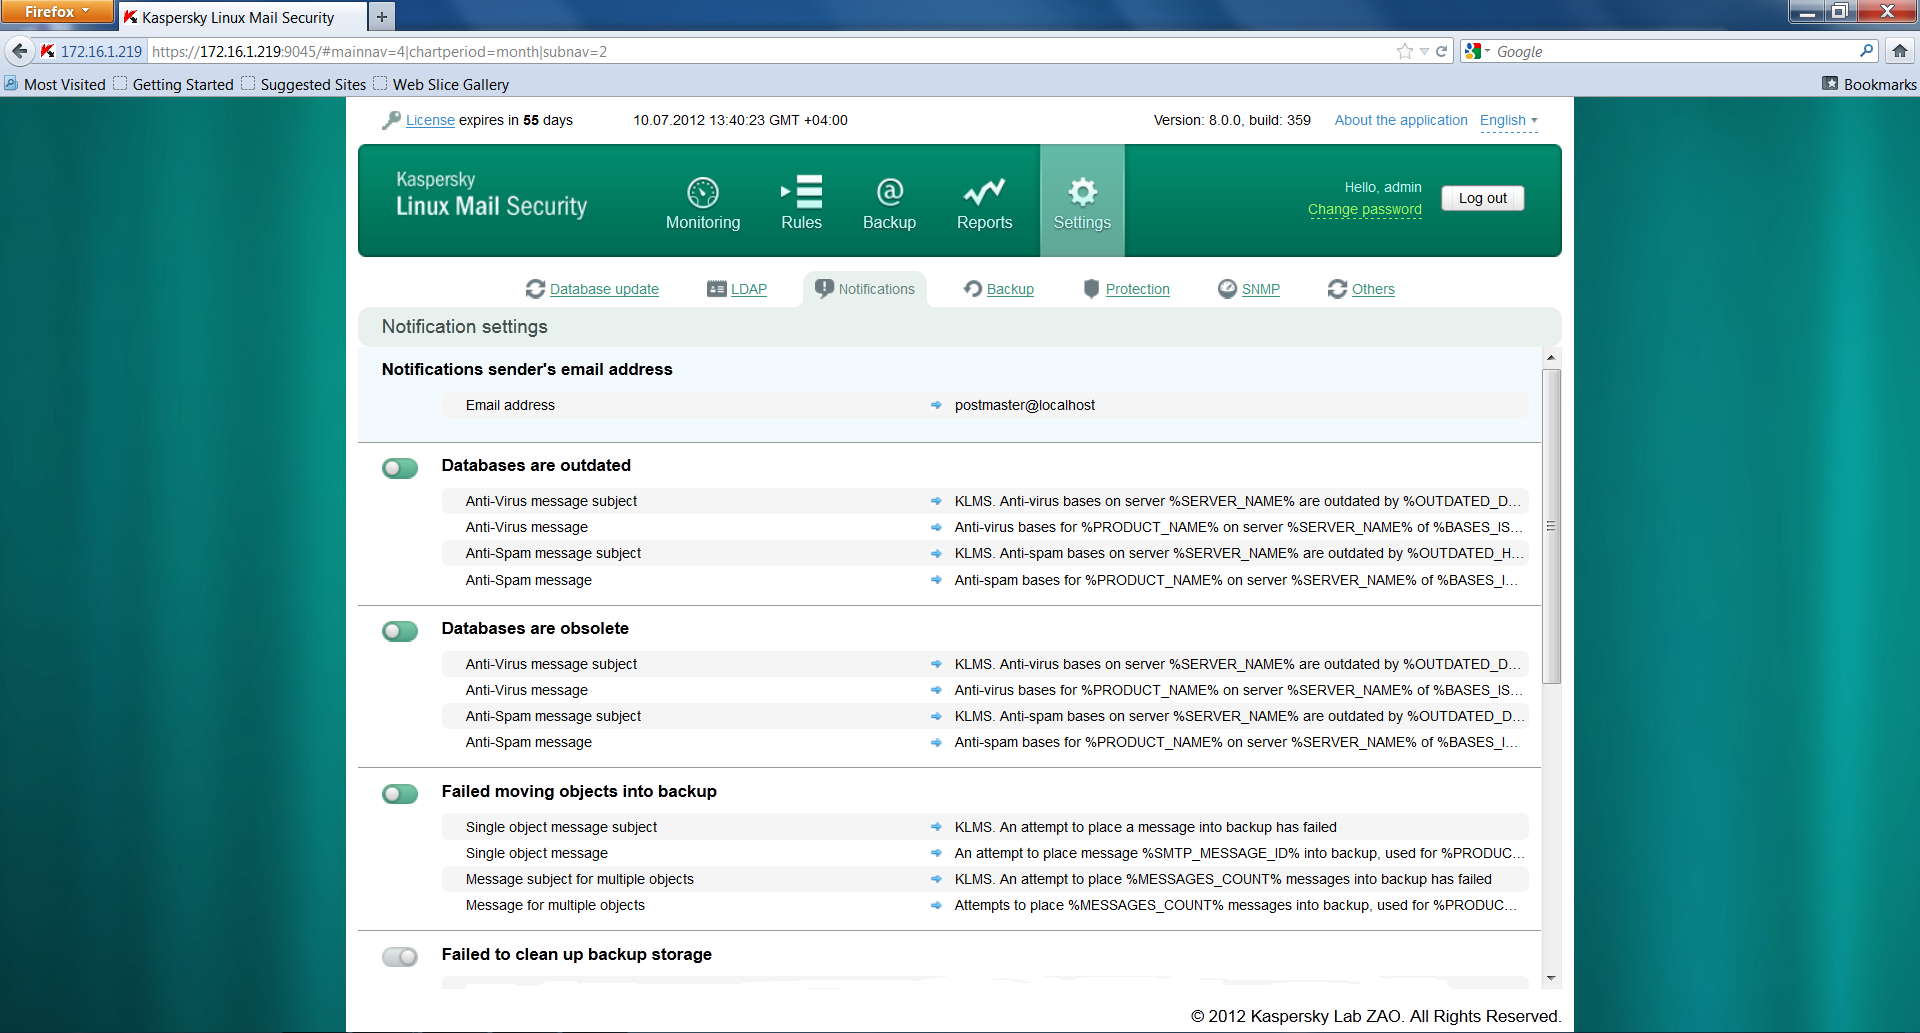 Firefox
Kaspersky Linux Mail Security
172.16.1.219
https://172.16.1.219:9045/#mainnav=4|chartperiod=month|subnav=2
Google
Most Visited
Getting Started
Suggested Sites
Web Slice Gallery
Bookmarks
License expires in 55 days
10.07.2012 13:40:23 GMT +04:00
Version: 8.0.0, build: 359
About the application
English
Kaspersky
Linux Mail Security
Monitoring
Rules
Backup
Reports
Settings
Hello, admin
Change password
Log out
Database update
LDAP
Notifications
Backup
Protection
SNMP
Others
Notification settings
Notifications sender's email address
Email address postmaster@localhost
Databases are outdated
Anti-Virus message subject KLMS. Anti-virus bases on server %SERVER_NAME% are outdated by %OUTDATED_D...
Anti-Virus message Anti-virus bases for %PRODUCT_NAME% on server %SERVER_NAME% of %BASES_IS...
Anti-Spam message subject KLMS. Anti-spam bases on server %SERVER_NAME% are outdated by %OUTDATED_H...
Anti-Spam message Anti-spam bases for %PRODUCT_NAME% on server %SERVER_NAME% of %BASES_I...
Databases are obsolete
Anti-Virus message subject KLMS. Anti-virus bases on server %SERVER_NAME% are outdated by %OUTDATED_D...
Anti-Virus message Anti-virus bases for %PRODUCT_NAME% on server %SERVER_NAME% of %BASES_IS...
Anti-Spam message subject KLMS. Anti-spam bases on server %SERVER_NAME% are outdated by %OUTDATED_D...
Anti-Spam message Anti-spam bases for %PRODUCT_NAME% on server %SERVER_NAME% of %BASES_I...
Failed moving objects into backup
Single object message subject KLMS. An attempt to place a message into backup has failed
Single object message An attempt to place message %SMTP_MESSAGE_ID% into backup, used for %PRODUC...
Message subject for multiple objects KLMS. An attempt to place %MESSAGES_COUNT% messages into backup has failed
Message for multiple objects Attempts to place %MESSAGES_COUNT% messages into backup, used for %PRODUC...
Failed to clean up backup storage
© 2012 Kaspersky Lab ZAO. All Rights Reserved.